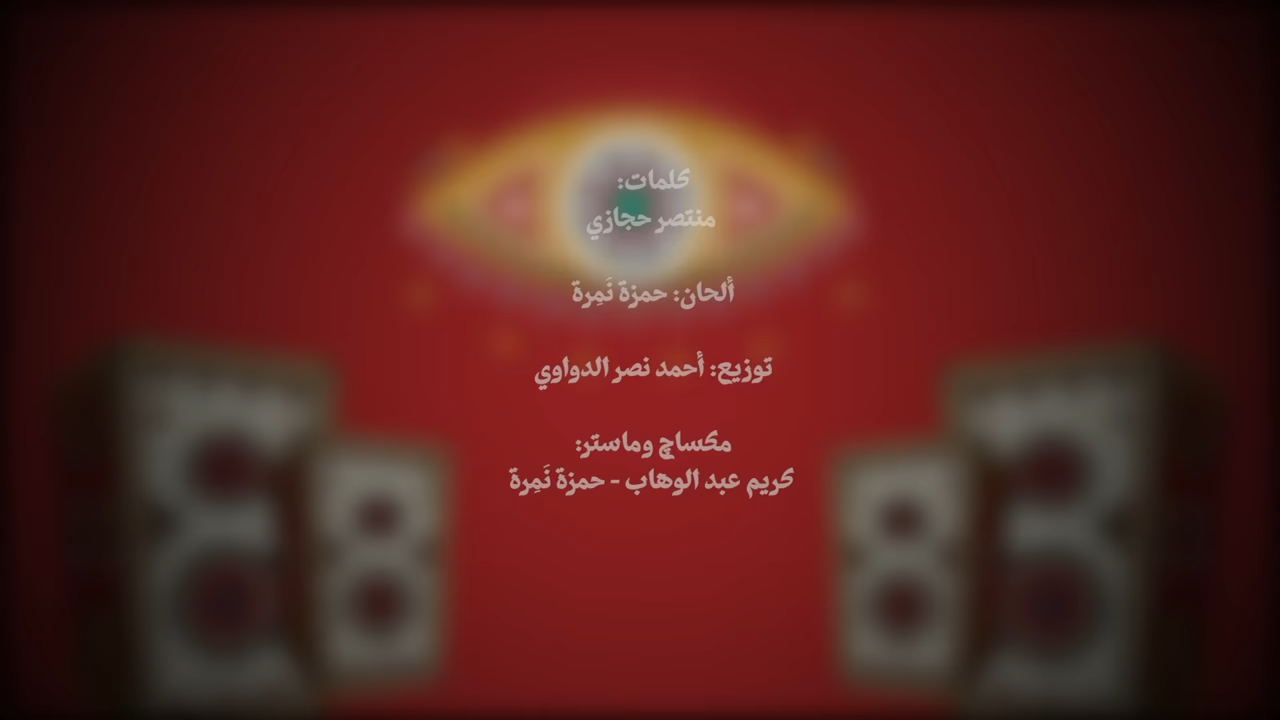 كلمات:
منتصر حجازي
ألحان: حمزة نَمِرة
توزيع: أحمد نصر الدواوي
مكساچ وماستر:
كريم عبد الوهاب - حمزة نَمِرة